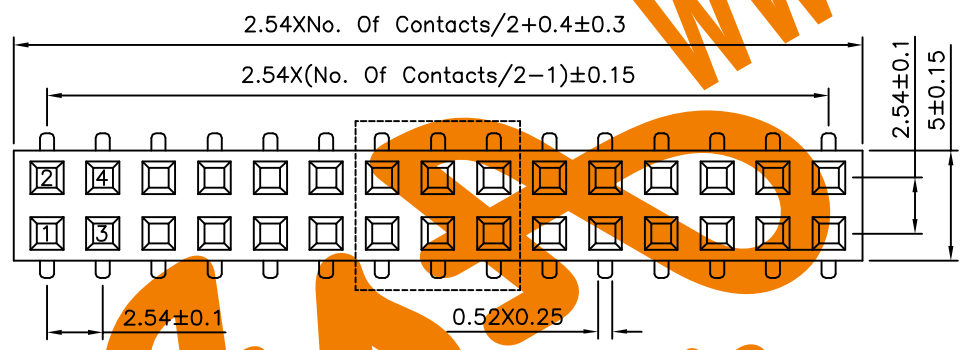 2.54XNo. Of Contacts/2+0.4±0.3
2.54X(No. Of Contacts/2-1)±0.15
2.54±0.1
5±0.15
2 4
1 3
2.54±0.1
0.52X0.25